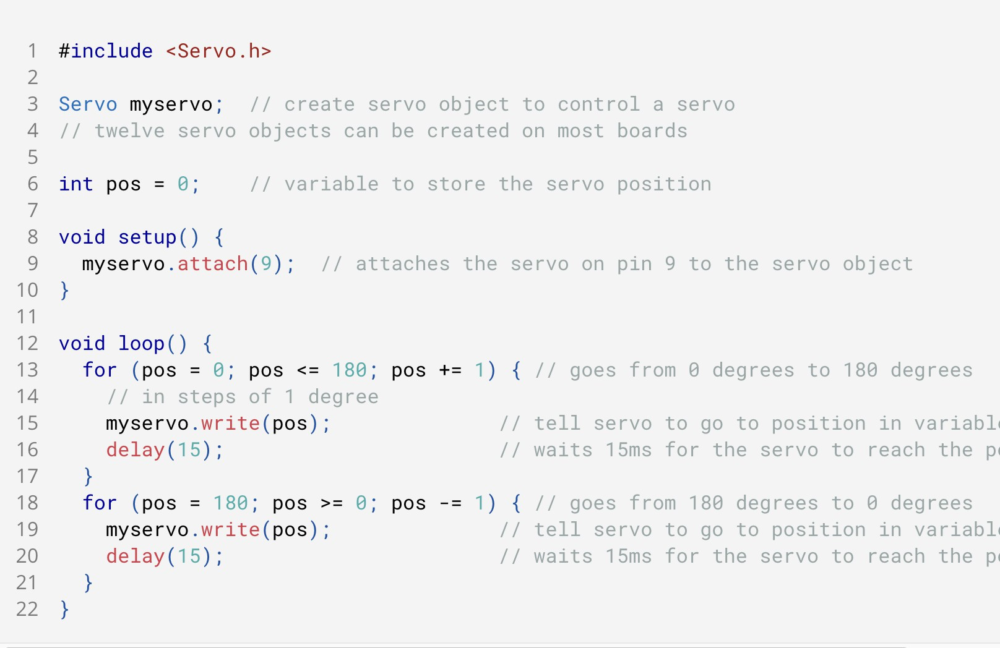 1 #include <Servo.h>
2
3 Servo myservo;  // create servo object to control a servo
4 // twelve servo objects can be created on most boards
5
6 int pos = 0;    // variable to store the servo position
7
8 void setup() {
9   myservo.attach(9);  // attaches the servo on pin 9 to the servo object
10 }
11
12 void loop() {
13   for (pos = 0; pos <= 180; pos += 1) { // goes from 0 degrees to 180 degrees
14     // in steps of 1 degree
15     myservo.write(pos);              // tell servo to go to position in
16     delay(15);                       // waits 15ms for the servo to reach the
17   }
18   for (pos = 180; pos >= 0; pos -= 1) { // goes from 180 degrees to 0 degrees
19     myservo.write(pos);              // tell servo to go to position in
20     delay(15);                       // waits 15ms for the servo to reach the
21   }
22 }